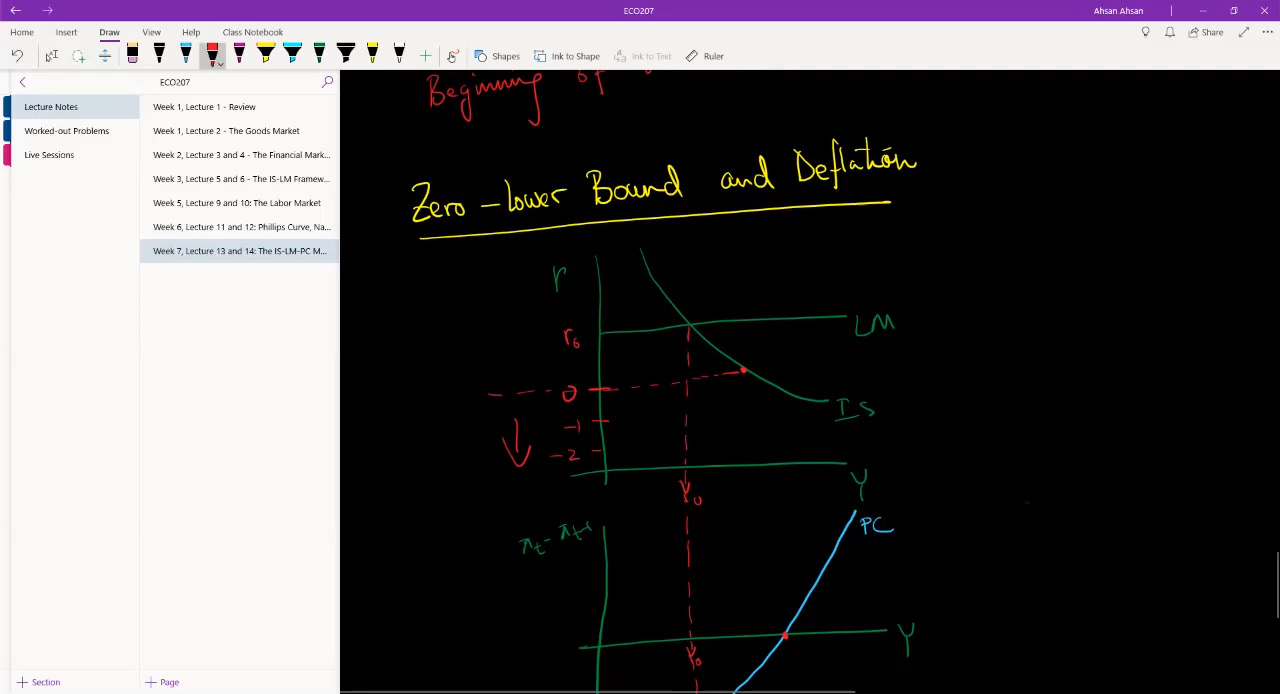 ECO207
Ahsan Ahsan
Home Insert Draw View Help Class Notebook
Share
Shapes Ink to Shape Ink to Text Ruler
ECO207
Lecture Notes
Worked-out Problems
Live Sessions
Week 1, Lecture 1 - Review
Week 1, Lecture 2 - The Goods Market
Week 2, Lecture 3 and 4 - The Financial Mark...
Week 3, Lecture 5 and 6 - The IS-LM Framew...
Week 5, Lecture 9 and 10: The Labor Market
Week 6, Lecture 11 and 12: Phillips Curve, Na...
Week 7, Lecture 13 and 14: The IS-LM-PC M...
Begining of
Zero-lower Bound and Deflation
r
LM
r₀
0
IS
-1
-2
Y
Y₀
PC
πt - πt-1
Y
Y₀
+ Section
+ Page